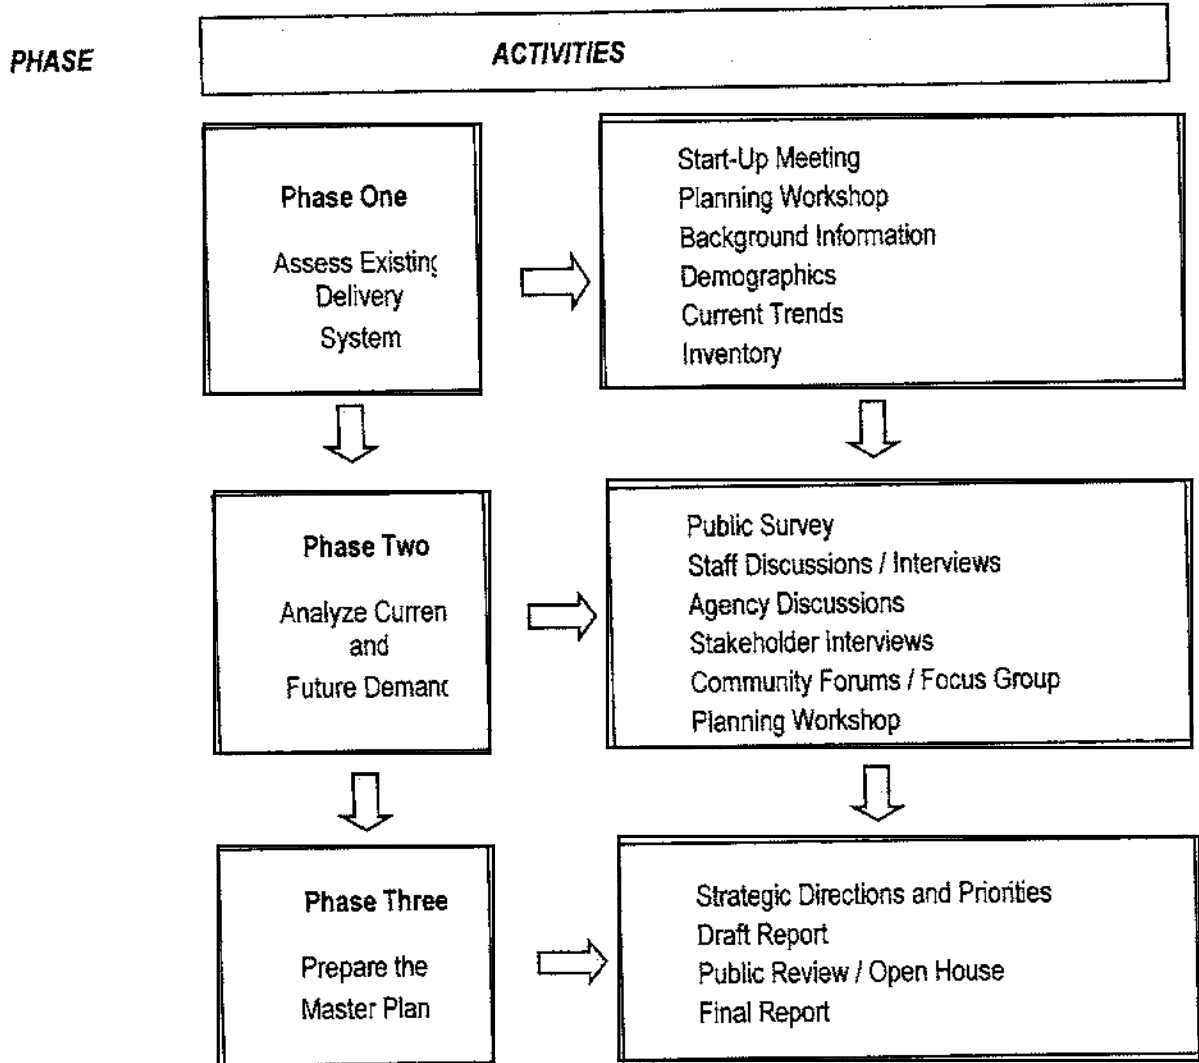 PHASE
ACTIVITIES
Phase One
Assess Existing
Delivery
System
Start-Up Meeting
Planning Workshop
Background Information
Demographics
Current Trends
Inventory
Phase Two
Analyze Curren
and
Future Demand
Public Survey
Staff Discussions / Interviews
Agency Discussions
Stakeholder Interviews
Community Forums / Focus Group
Planning Workshop
Phase Three
Prepare the
Master Plan
Strategic Directions and Priorities
Draft Report
Public Review / Open House
Final Report